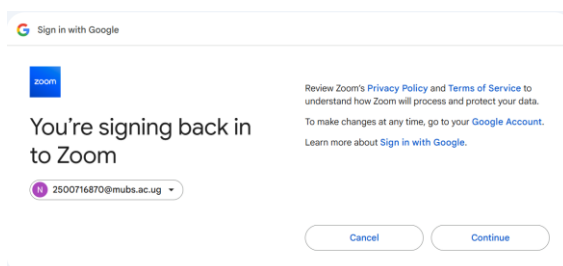 Sign in with Google
zoom
You're signing back in
to Zoom
N 2500716870@mubs.ac.ug
Review Zoom's Privacy Policy and Terms of Service to
understand how Zoom will process and protect your data.
To make changes at any time, go to your Google Account.
Learn more about Sign in with Google.
Cancel
Continue